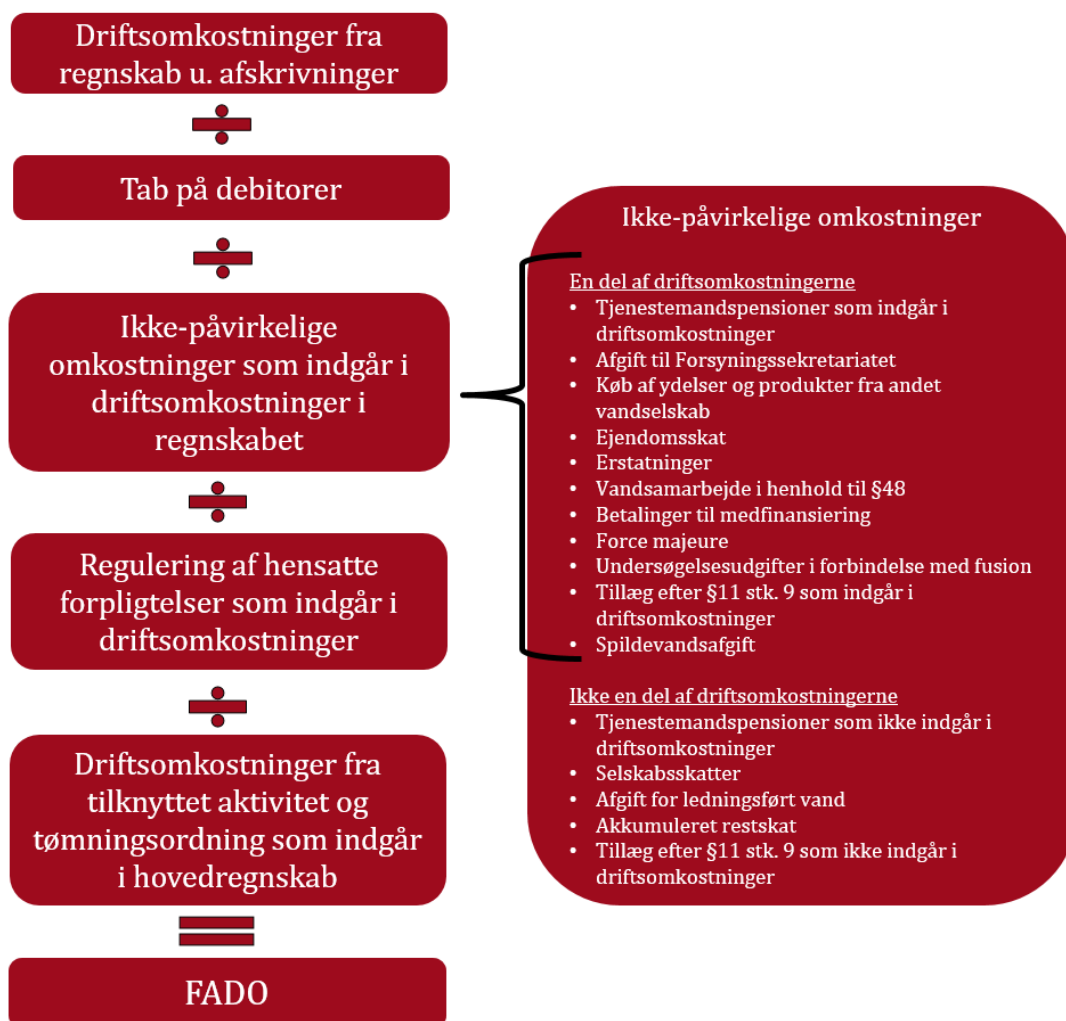 Driftsomkostninger fra
regnskab u. afskrivninger
Tab på debitorer
Ikke-påvirkelige
omkostninger som indgår i
driftsomkostninger i
regnskabet
Regulering af hensatte
forpligtelser som indgår i
driftsomkostninger
Driftsomkostninger fra
tilknyttet aktivitet og
tømningsordning som indgår
i hovedregnskab
FADO
Ikke-påvirkelige omkostninger
En del af driftsomkostningerne
• Tjenestemandspensioner som indgår i
driftsomkostninger
• Afgift til Forsyningssekretariatet
• Køb af ydelser og produkter fra andet
vandselskab
• Ejendomsskat
• Erstatninger
• Vandsamarbejde i henhold til §48
• Betalinger til medfinansiering
• Force majeure
• Undersøgelsesudgifter i forbindelse med fusion
• Tillæg efter §11 stk. 9 som indgår i
driftsomkostninger
• Spildevandsafgift
Ikke en del af driftsomkostningerne
• Tjenestemandspensioner som ikke indgår i
driftsomkostninger
• Selskabsskatter
• Afgift for ledningsført vand
• Akkumuleret restskat
• Tillæg efter §11 stk. 9 som ikke indgår i
driftsomkostninger